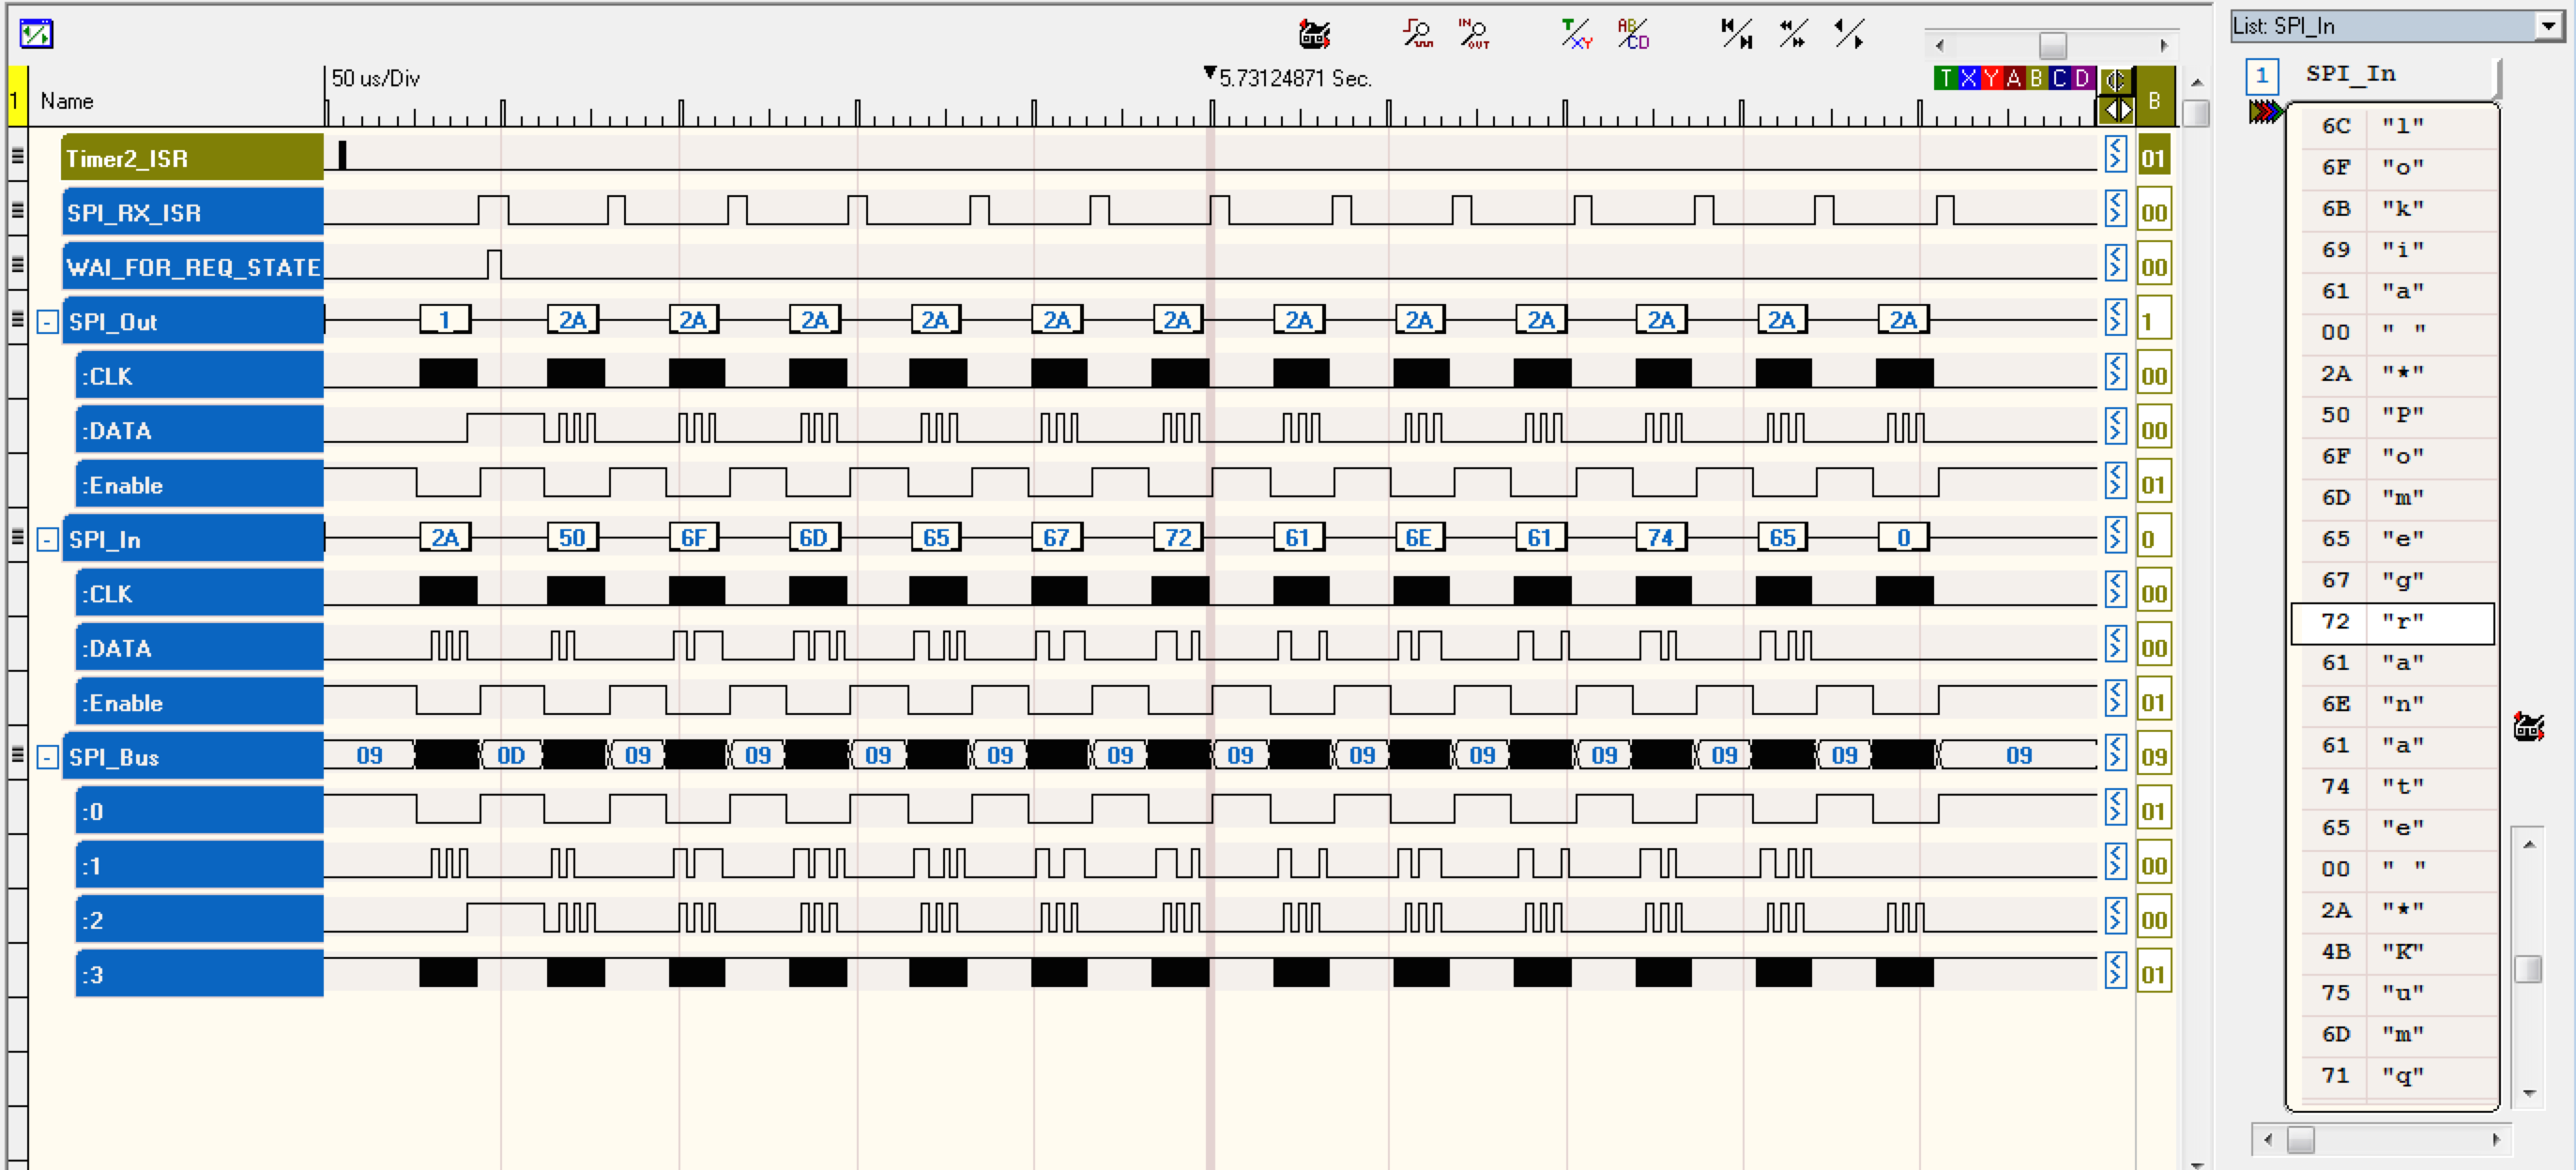 List: SPI_In
50 us/Div
5.73124871 Sec.
T X Y A B C D
1 Name B
Timer2_ISR 01
SPI_RX_ISR 00
WAI_FOR_REQ_STATE 00
SPI_Out 1 2A 2A 2A 2A 2A 2A 2A 2A 2A 2A 2A 2A 1
:CLK 00
:DATA 00
:Enable 01
SPI_In 2A 50 6F 6D 65 67 72 61 6E 61 74 65 0 0
:CLK 00
:DATA 00
:Enable 01
SPI_Bus 09 0D 09 09 09 09 09 09 09 09 09 09 09 09 09
:0 01
:1 00
:2 00
:3 01
1 SPI_In
6C "l"
6F "o"
6B "k"
69 "i"
61 "a"
00 " "
2A "*"
50 "P"
6F "o"
6D "m"
65 "e"
67 "g"
72 "r"
61 "a"
6E "n"
61 "a"
74 "t"
65 "e"
00 " "
2A "*"
4B "K"
75 "u"
6D "m"
71 "q"